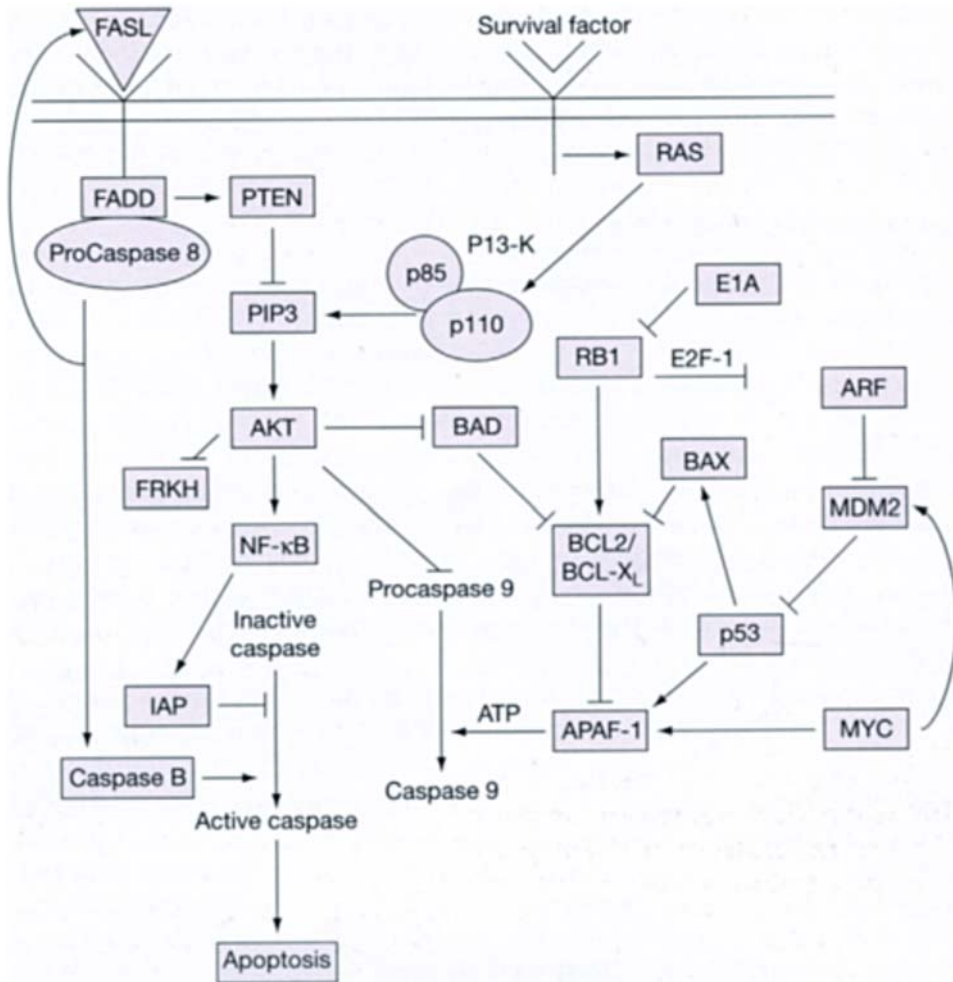 FASL
Survival factor
RAS
FADD
PTEN
ProCaspase 8
P13-K
p85
E1A
PIP3
p110
RB1
E2F-1
ARF
AKT
BAD
BAX
FRKH
MDM2
NF-κB
BCL2/
BCL-XL
Procaspase 9
Inactive
caspase
p53
IAP
ATP
APAF-1
MYC
Caspase B
Caspase 9
Active caspase
Apoptosis